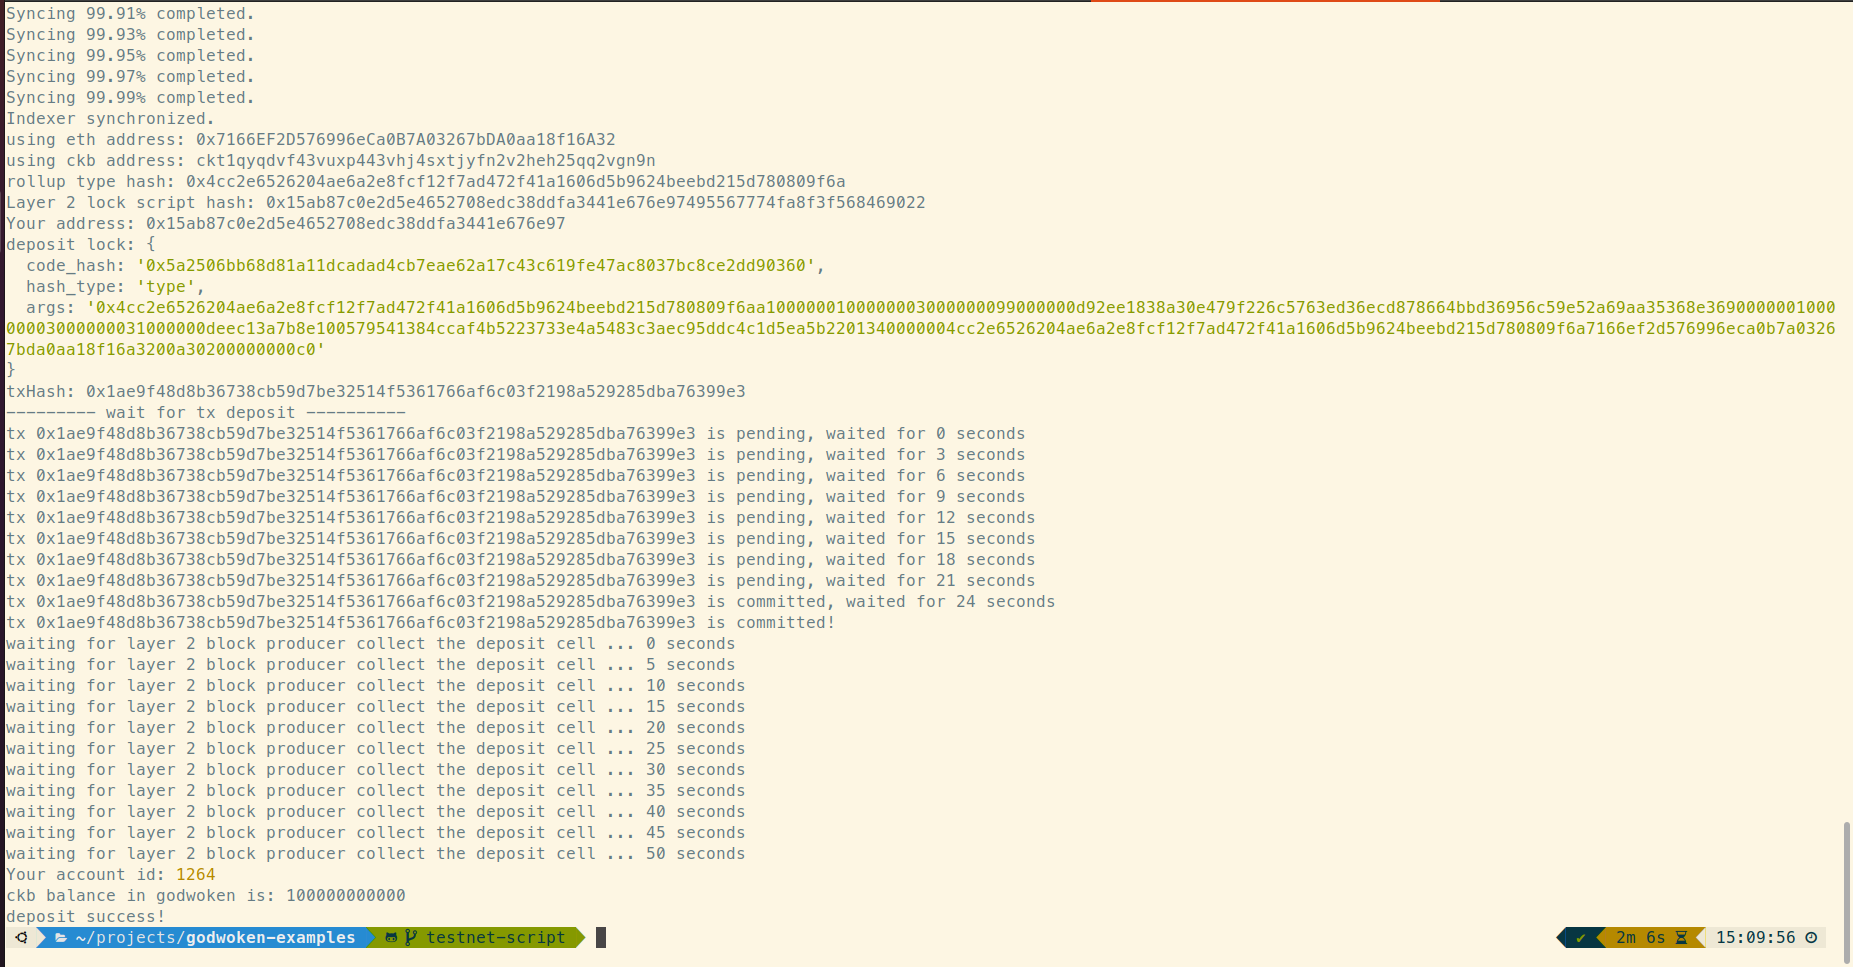 Syncing 99.91% completed.
Syncing 99.93% completed.
Syncing 99.95% completed.
Syncing 99.97% completed.
Syncing 99.99% completed.
Indexer synchronized.
using eth address: 0x7166EF2D576996eCa0B7A03267bDA0aa18f16A32
using ckb address: ckt1qyqdvf43vuxp443vhj4sxtjyfn2v2heh25qq2vgn9n
rollup type hash: 0x4cc2e6526204ae6a2e8fcf12f7ad472f41a1606d5b9624beebd215d780809f6a
Layer 2 lock script hash: 0x15ab87c0e2d5e4652708edc38ddfa3441e676e97495567774fa8f3f568469022
Your address: 0x15ab87c0e2d5e4652708edc38ddfa3441e676e97
deposit lock: {
  code_hash: '0x5a2506bb68d81a11dcadad4cb7eae62a17c43c619fe47ac8037bc8ce2dd90360',
  hash_type: 'type',
  args: '0x4cc2e6526204ae6a2e8fcf12f7ad472f41a1606d5b9624beebd215d780809f6aa1000000100000003000000099000000d92ee1838a30e479f226c5763ed36ecd878664bbd36956c59e52a69aa35368e3690000001000
0000300000031000000deec13a7b8e100579541384ccaf4b5223733e4a5483c3aec95ddc4c1d5ea5b2201340000004cc2e6526204ae6a2e8fcf12f7ad472f41a1606d5b9624beebd215d780809f6a7166ef2d576996eca0b7a0326
7bda0aa18f16a3200a30200000000c0'
}
txHash: 0x1ae9f48d8b36738cb59d7be32514f5361766af6c03f2198a529285dba76399e3
--------- wait for tx deposit ----------
tx 0x1ae9f48d8b36738cb59d7be32514f5361766af6c03f2198a529285dba76399e3 is pending, waited for 0 seconds
tx 0x1ae9f48d8b36738cb59d7be32514f5361766af6c03f2198a529285dba76399e3 is pending, waited for 3 seconds
tx 0x1ae9f48d8b36738cb59d7be32514f5361766af6c03f2198a529285dba76399e3 is pending, waited for 6 seconds
tx 0x1ae9f48d8b36738cb59d7be32514f5361766af6c03f2198a529285dba76399e3 is pending, waited for 9 seconds
tx 0x1ae9f48d8b36738cb59d7be32514f5361766af6c03f2198a529285dba76399e3 is pending, waited for 12 seconds
tx 0x1ae9f48d8b36738cb59d7be32514f5361766af6c03f2198a529285dba76399e3 is pending, waited for 15 seconds
tx 0x1ae9f48d8b36738cb59d7be32514f5361766af6c03f2198a529285dba76399e3 is pending, waited for 18 seconds
tx 0x1ae9f48d8b36738cb59d7be32514f5361766af6c03f2198a529285dba76399e3 is pending, waited for 21 seconds
tx 0x1ae9f48d8b36738cb59d7be32514f5361766af6c03f2198a529285dba76399e3 is committed, waited for 24 seconds
tx 0x1ae9f48d8b36738cb59d7be32514f5361766af6c03f2198a529285dba76399e3 is committed!
waiting for layer 2 block producer collect the deposit cell ... 0 seconds
waiting for layer 2 block producer collect the deposit cell ... 5 seconds
waiting for layer 2 block producer collect the deposit cell ... 10 seconds
waiting for layer 2 block producer collect the deposit cell ... 15 seconds
waiting for layer 2 block producer collect the deposit cell ... 20 seconds
waiting for layer 2 block producer collect the deposit cell ... 25 seconds
waiting for layer 2 block producer collect the deposit cell ... 30 seconds
waiting for layer 2 block producer collect the deposit cell ... 35 seconds
waiting for layer 2 block producer collect the deposit cell ... 40 seconds
waiting for layer 2 block producer collect the deposit cell ... 45 seconds
waiting for layer 2 block producer collect the deposit cell ... 50 seconds
Your account id: 1264
ckb balance in godwoken is: 100000000000
deposit success!
~/projects/godwoken-examples testnet-script ✔ 2m 6s 15:09:56